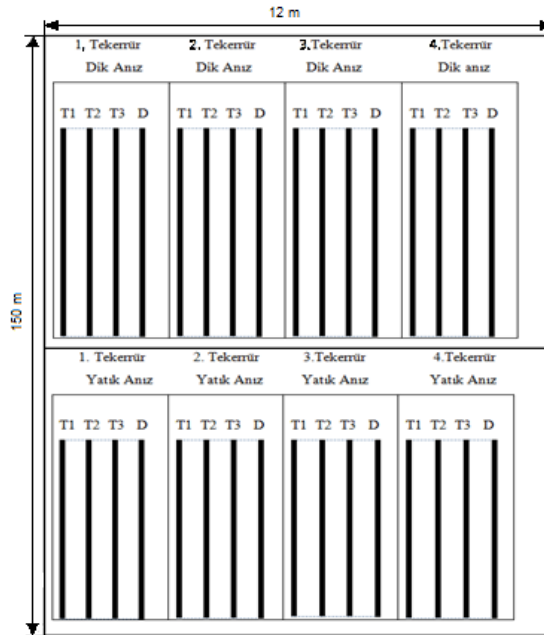 12 m
1, Tekerrür 2, Tekerrür 3.Tekerrür 4.Tekerrür
Dik Anız Dik Anız Dik Anız Dik anız
T1 T2 T3 D T1 T2 T3 D T1 T2 T3 D T1 T2 T3 D
150 m
1. Tekerrür 2. Tekerrür 3.Tekerrür 4.Tekerrür
Yatık Anız Yatık Anız Yatık Anız Yatık Anız
T1 T2 T3 D T1 T2 T3 D T1 T2 T3 D T1 T2 T3 D